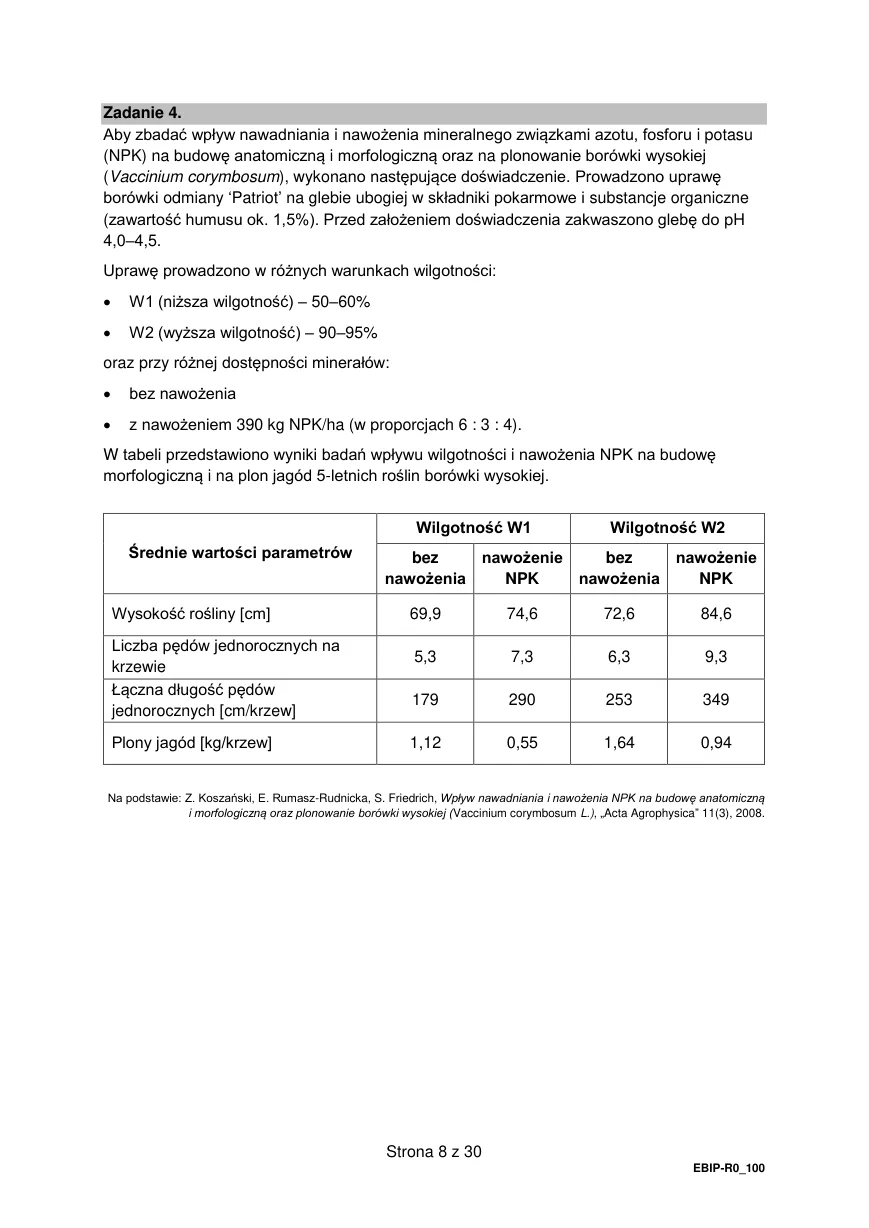 Zadanie 4.
Aby zbadać wpływ nawadniania i nawożenia mineralnego związkami azotu, fosforu i potasu
(NPK) na budowę anatomiczną i morfologiczną oraz na plonowanie borówki wysokiej
(Vaccinium corymbosum), wykonano następujące doświadczenie. Prowadzono uprawę
borówki odmiany ‘Patriot’ na glebie ubogiej w składniki pokarmowe i substancje organiczne
(zawartość humusu ok. 1,5%). Przed założeniem doświadczenia zakwaszono glebę do pH
4,0–4,5.
Uprawę prowadzono w różnych warunkach wilgotności:
• W1 (niższa wilgotność) – 50–60%
• W2 (wyższa wilgotność) – 90–95%
oraz przy różnej dostępności minerałów:
• bez nawożenia
• z nawożeniem 390 kg NPK/ha (w proporcjach 6 : 3 : 4).
W tabeli przedstawiono wyniki badań wpływu wilgotności i nawożenia NPK na budowę
morfologiczną i na plon jagód 5-letnich roślin borówki wysokiej.
Średnie wartości parametrów
Wilgotność W1 Wilgotność W2
bez nawożenie bez nawożenie
nawożenia NPK nawożenia NPK
Wysokość rośliny [cm] 69,9 74,6 72,6 84,6
Liczba pędów jednorocznych na
krzewie 5,3 7,3 6,3 9,3
Łączna długość pędów
jednorocznych [cm/krzew] 179 290 253 349
Plony jagód [kg/krzew] 1,12 0,55 1,64 0,94
Na podstawie: Z. Koszański, E. Rumasz-Rudnicka, S. Friedrich, Wpływ nawadniania i nawożenia NPK na budowę anatomiczną
i morfologiczną oraz plonowanie borówki wysokiej (Vaccinium corymbosum L.), „Acta Agrophysica” 11(3), 2008.
Strona 8 z 30
EBIP-R0_100